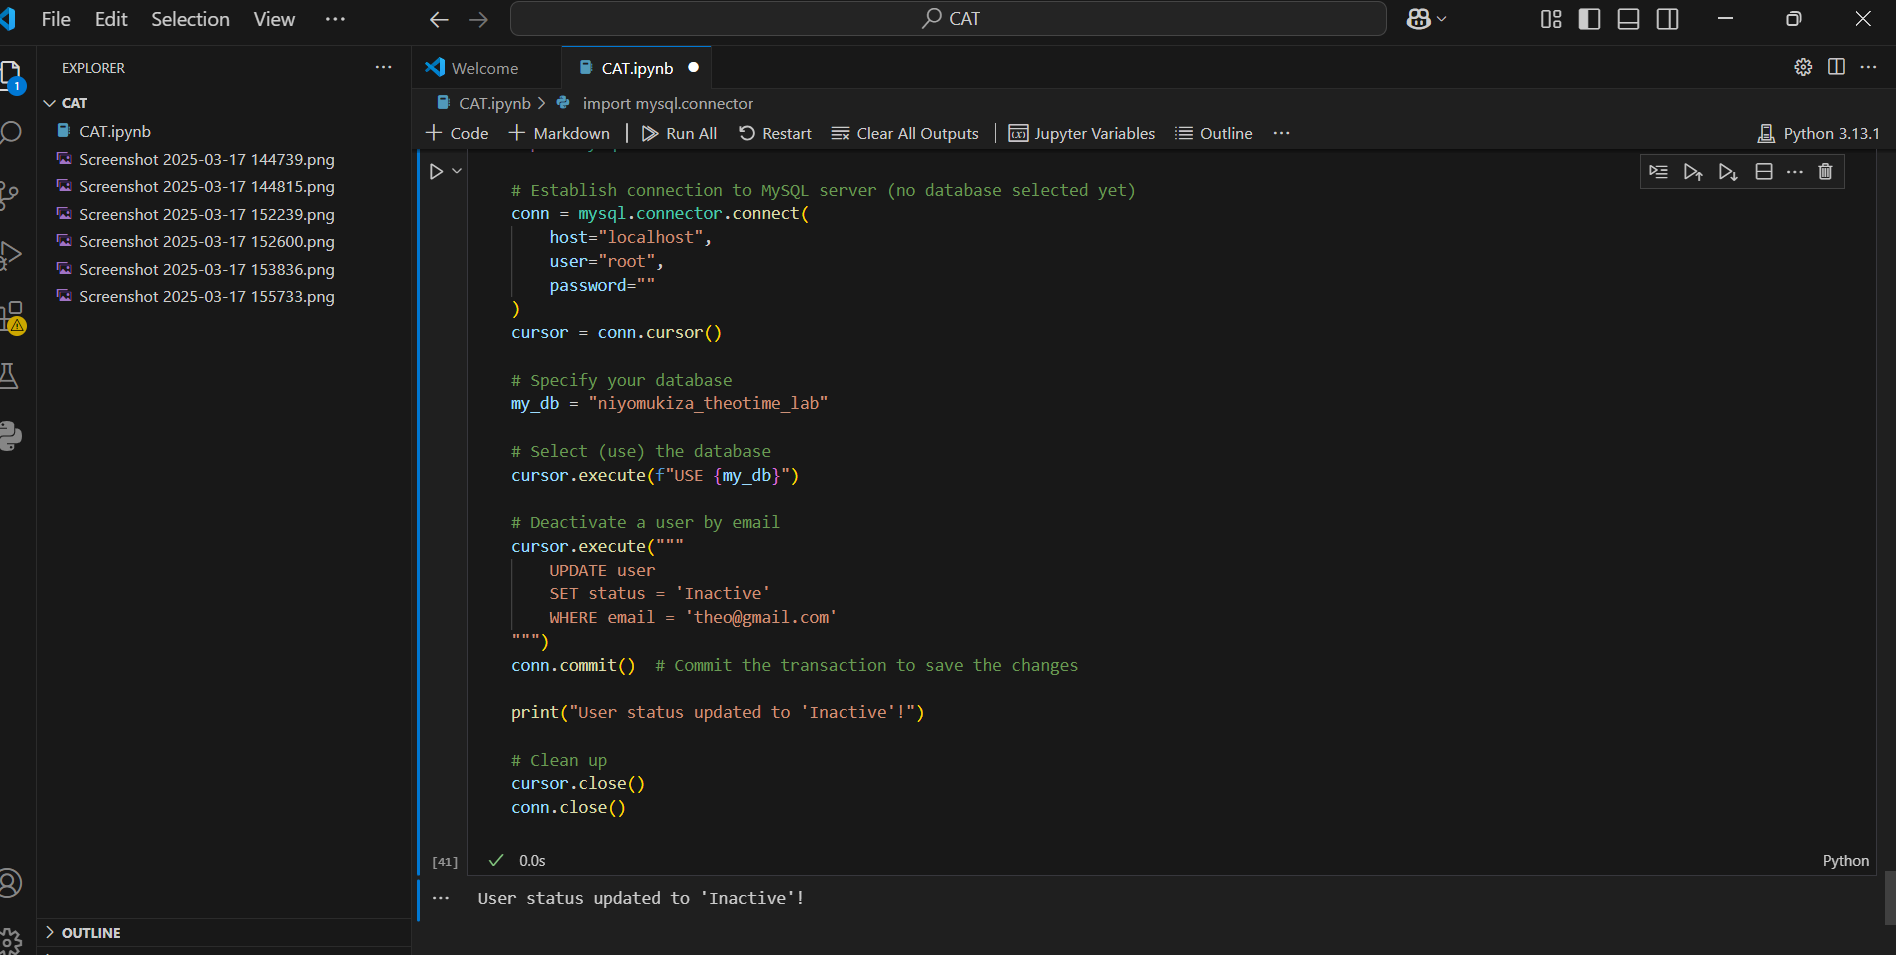 File Edit Selection View ···
CAT
EXPLORER ···
Welcome
CAT.ipynb
1
CAT
CAT.ipynb > import mysql.connector
CAT.ipynb
Code Markdown Run All Restart Clear All Outputs Jupyter Variables Outline ··· Python 3.13.1
Screenshot 2025-03-17 144739.png
Screenshot 2025-03-17 144815.png
Screenshot 2025-03-17 152239.png
Screenshot 2025-03-17 152600.png
Screenshot 2025-03-17 153836.png
Screenshot 2025-03-17 155733.png
# Establish connection to MySQL server (no database selected yet)
conn = mysql.connector.connect(
host="localhost",
user="root",
password=""
)
cursor = conn.cursor()
# Specify your database
my_db = "niyomukiza_theotime_lab"
# Select (use) the database
cursor.execute(f"USE {my_db}")
# Deactivate a user by email
cursor.execute("""
UPDATE user
SET status = 'Inactive'
WHERE email = 'theo@gmail.com'
""")
conn.commit() # Commit the transaction to save the changes
print("User status updated to 'Inactive'!")
# Clean up
cursor.close()
conn.close()
[41] 0.0s Python
User status updated to 'Inactive'!
OUTLINE